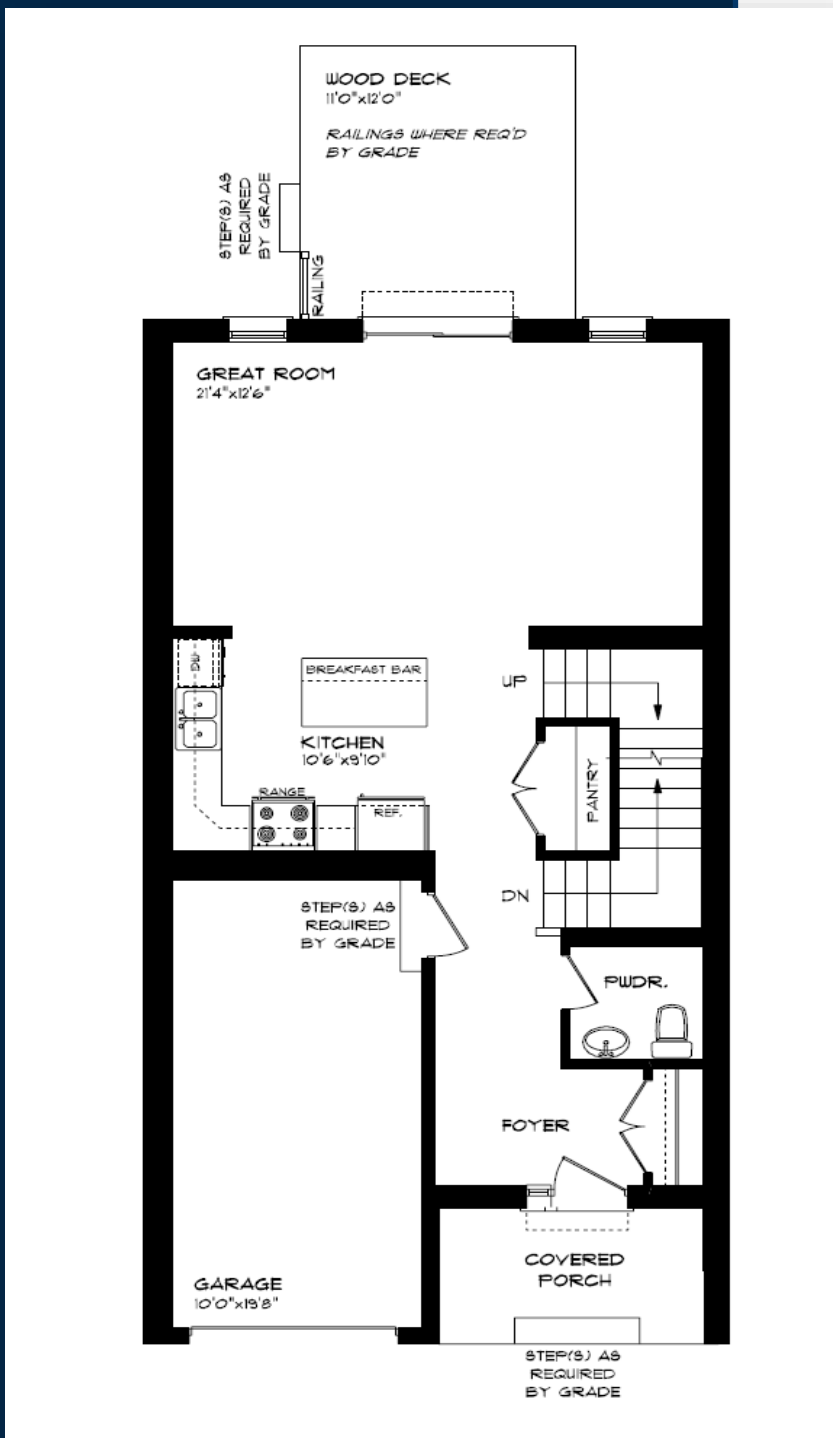 WOOD DECK
11'0"x12'0"
RAILINGS WHERE REQ'D
BY GRADE
STEP(S) AS
REQUIRED
BY GRADE
RAILING
GREAT ROOM
21'4"x12'6"
DW
BREAKFAST BAR
UP
KITCHEN
10'6"x9'10"
PANTRY
RANGE
REF.
DN
STEP(S) AS
REQUIRED
BY GRADE
PWDR.
FOYER
COVERED
PORCH
GARAGE
10'0"x19'8"
STEP(S) AS
REQUIRED
BY GRADE